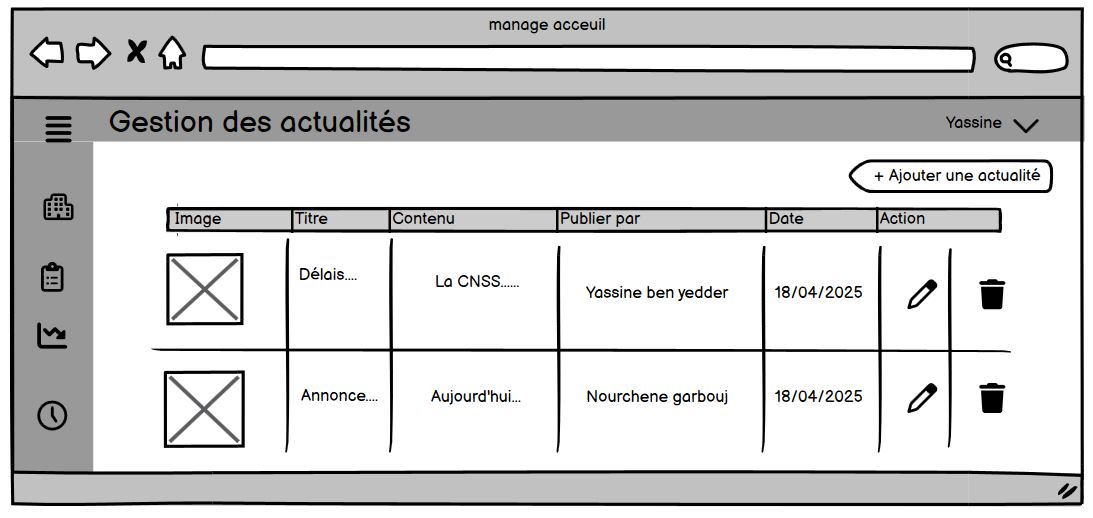 manage acceuil
Gestion des actualités
Yassine
+ Ajouter une actualité
Image Titre Contenu Publier par Date Action
Délais.... La CNSS...... Yassine ben yedder 18/04/2025
Annonce.... Aujourd'hui... Nourchene garbouj 18/04/2025